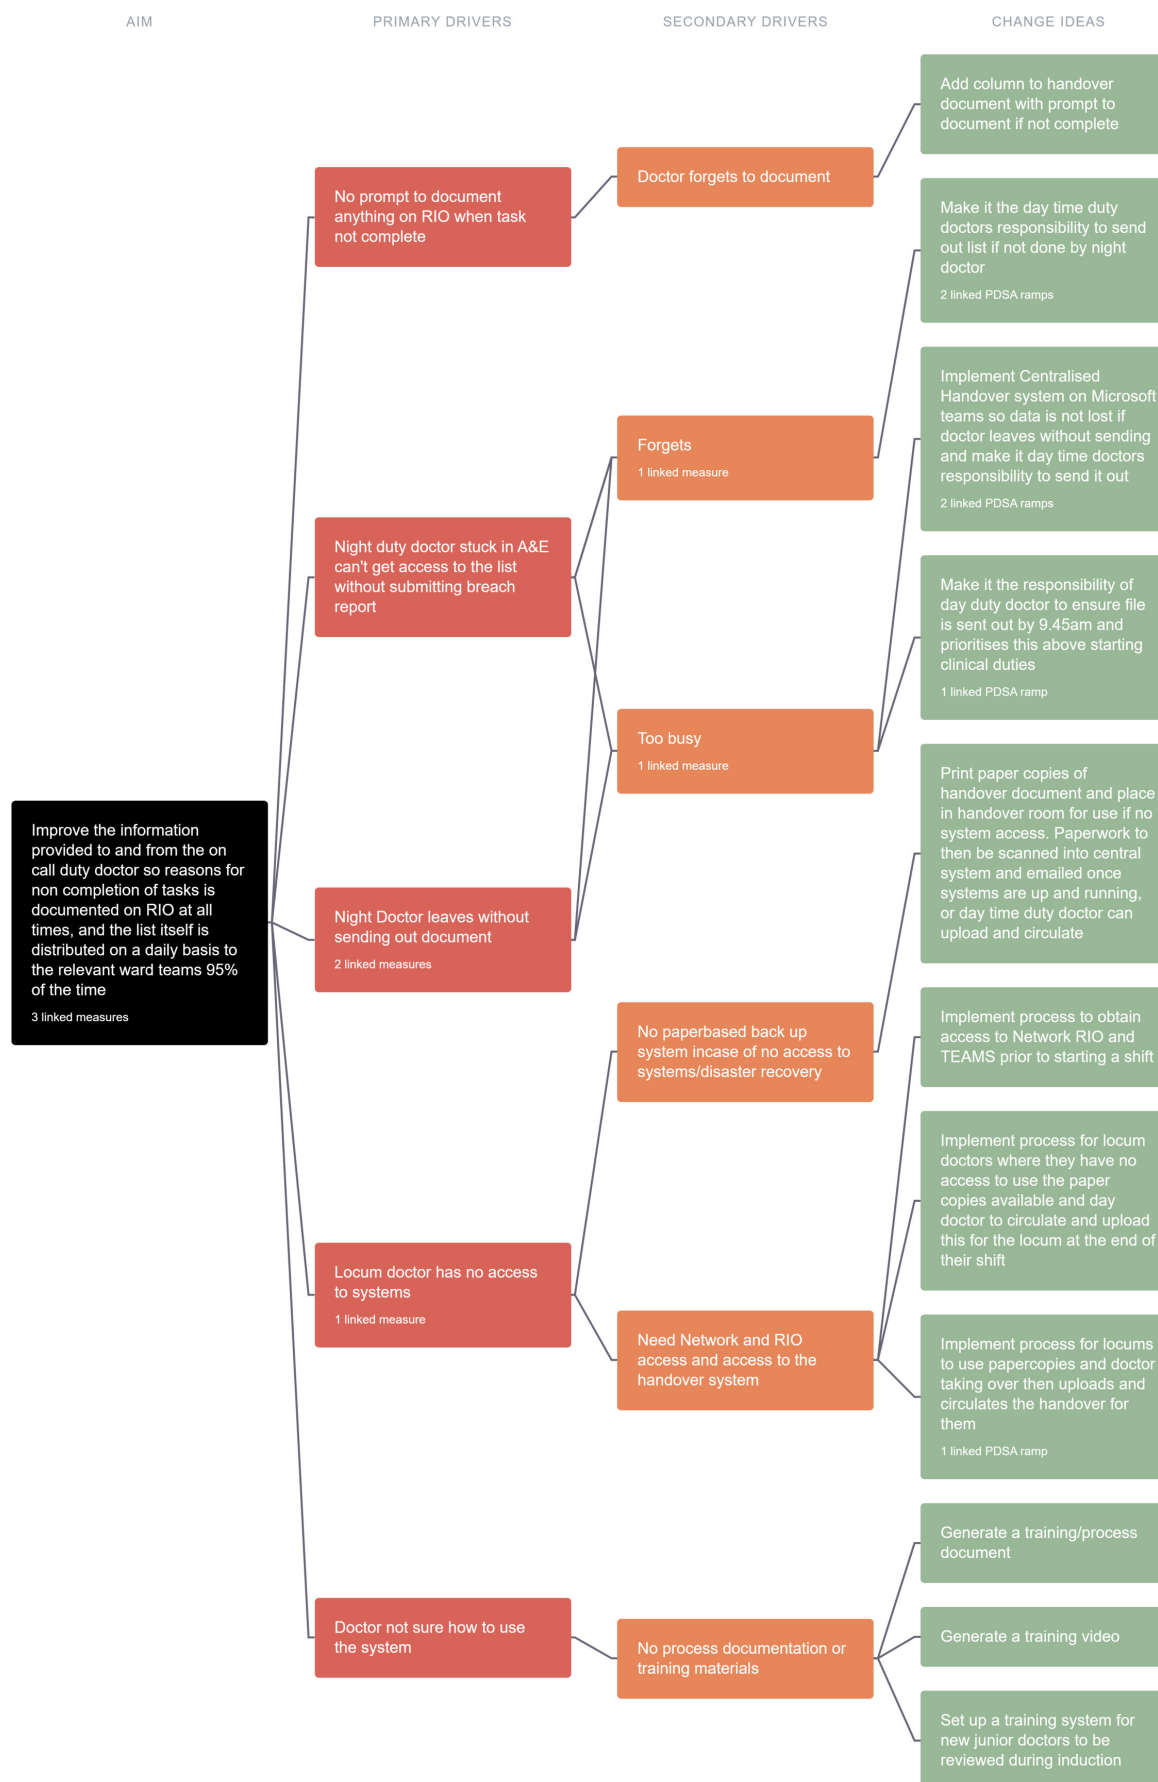 AIM
PRIMARY DRIVERS
SECONDARY DRIVERS
CHANGE IDEAS
Improve the information
provided to and from the on
call duty doctor so reasons for
non completion of tasks is
documented on RIO at all
times, and the list itself is
distributed on a daily basis to
the relevant ward teams 95%
of the time
3 linked measures
No prompt to document
anything on RIO when task
not complete
Night duty doctor stuck in A&E
can't get access to the list
without submitting breach
report
Night Doctor leaves without
sending out document
2 linked measures
Locum doctor has no access
to systems
1 linked measure
Doctor not sure how to use
the system
Doctor forgets to document
Forgets
1 linked measure
Too busy
1 linked measure
No paperbased back up
system incase of no access to
systems/disaster recovery
Need Network and RIO
access and access to the
handover system
No process documentation or
training materials
Add column to handover
document with prompt to
document if not complete
Make it the day time duty
doctors responsibility to send
out list if not done by night
doctor
2 linked PDSA ramps
Implement Centralised
Handover system on Microsoft
teams so data is not lost if
doctor leaves without sending
and make it day time doctors
responsibility to send it out
2 linked PDSA ramps
Make it the responsibility of
day duty doctor to ensure file
is sent out by 9.45am and
prioritises this above starting
clinical duties
1 linked PDSA ramp
Print paper copies of
handover document and place
in handover room for use if no
system access. Paperwork to
then be scanned into central
system and emailed once
systems are up and running,
or day time duty doctor can
upload and circulate
Implement process to obtain
access to Network RIO and
TEAMS prior to starting a shift
Implement process for locum
doctors where they have no
access to use the paper
copies available and day
doctor to circulate and upload
this for the locum at the end of
their shift
Implement process for locums
to use papercopies and doctor
taking over then uploads and
circulates the handover for
them
1 linked PDSA ramp
Generate a training/process
document
Generate a training video
Set up a training system for
new junior doctors to be
reviewed during induction